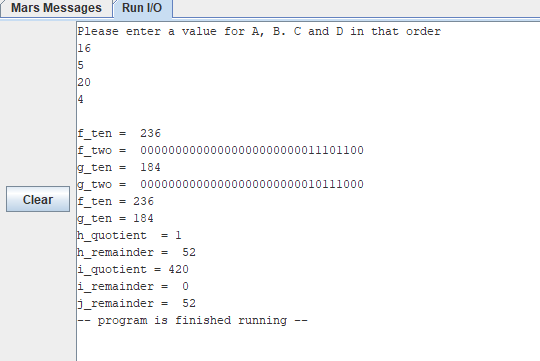 Mars Messages Run I/O
Please enter a value for A, B. C and D in that order
16
5
20
4
f_ten =  236
f_two =  00000000000000000000000011101100
g_ten =  184
g_two =  00000000000000000000000010111000
f_ten = 236
g_ten = 184
h_quotient  = 1
h_remainder =  52
i_quotient = 420
i_remainder =  0
j_remainder =  52
-- program is finished running --
Clear